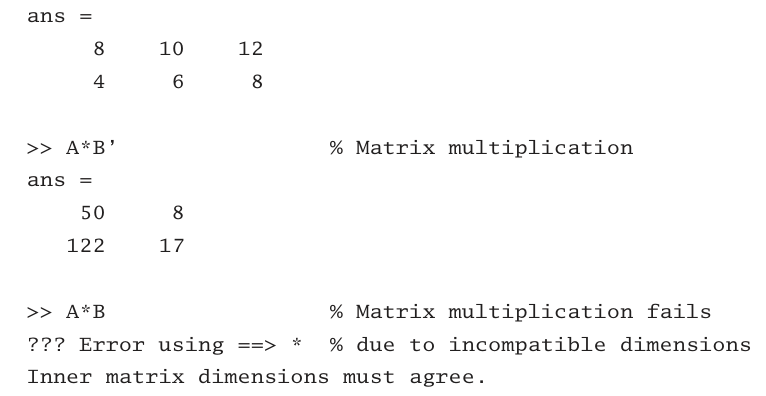 ans =
     8    10    12
     4     6     8
>> A*B’                % Matrix multiplication
ans =
    50     8
   122    17
>> A*B                 % Matrix multiplication fails
??? Error using ==> *  % due to incompatible dimensions
Inner matrix dimensions must agree.